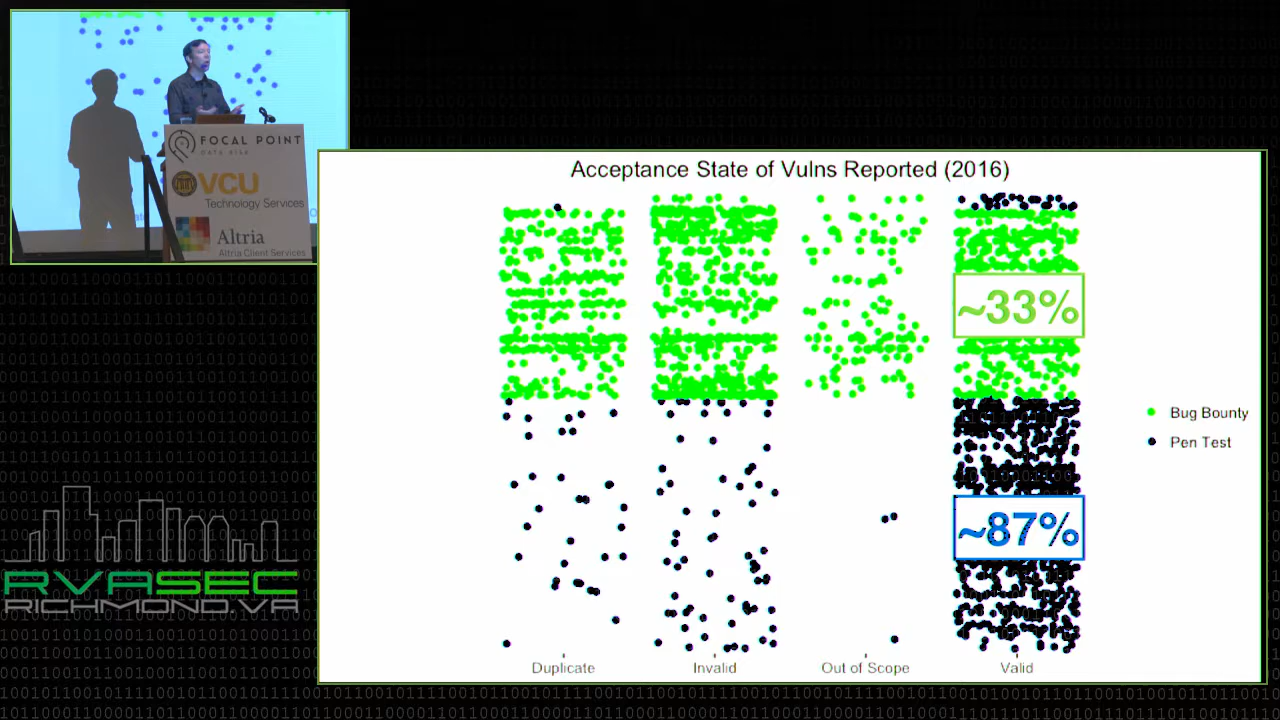 FOCAL POINT
DATA RISK
VCU
Technology Services
Altria
Altria Client Services
Acceptance State of Vulns Reported (2016)
~33%
Bug Bounty
Pen Test
~87%
Duplicate
Invalid
Out of Scope
Valid
RVASEC
RICHMOND.VA